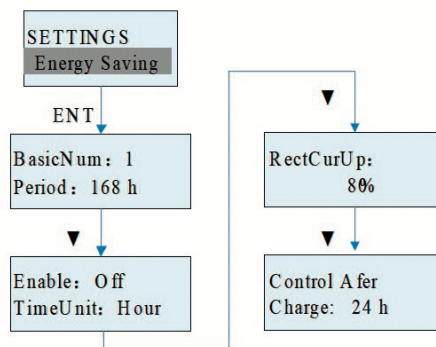 SETTINGS
Energy Saving
ENT
BasicNum: 1
Period: 168 h
▼
Enable: Off
TimeUnit: Hour
▼
RectCurUp:
80%
▼
Control Afer
Charge: 24 h